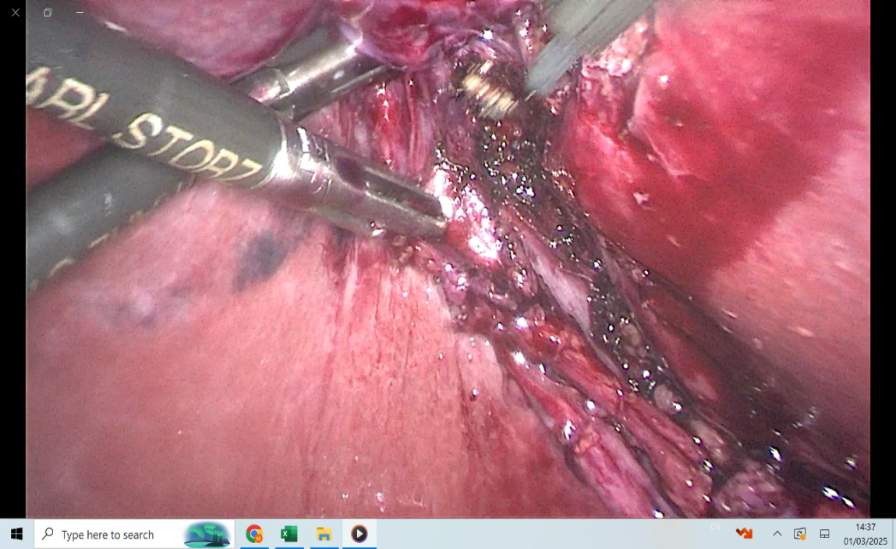 ARL STORZ
Type here to search
14:37
01/03/2025